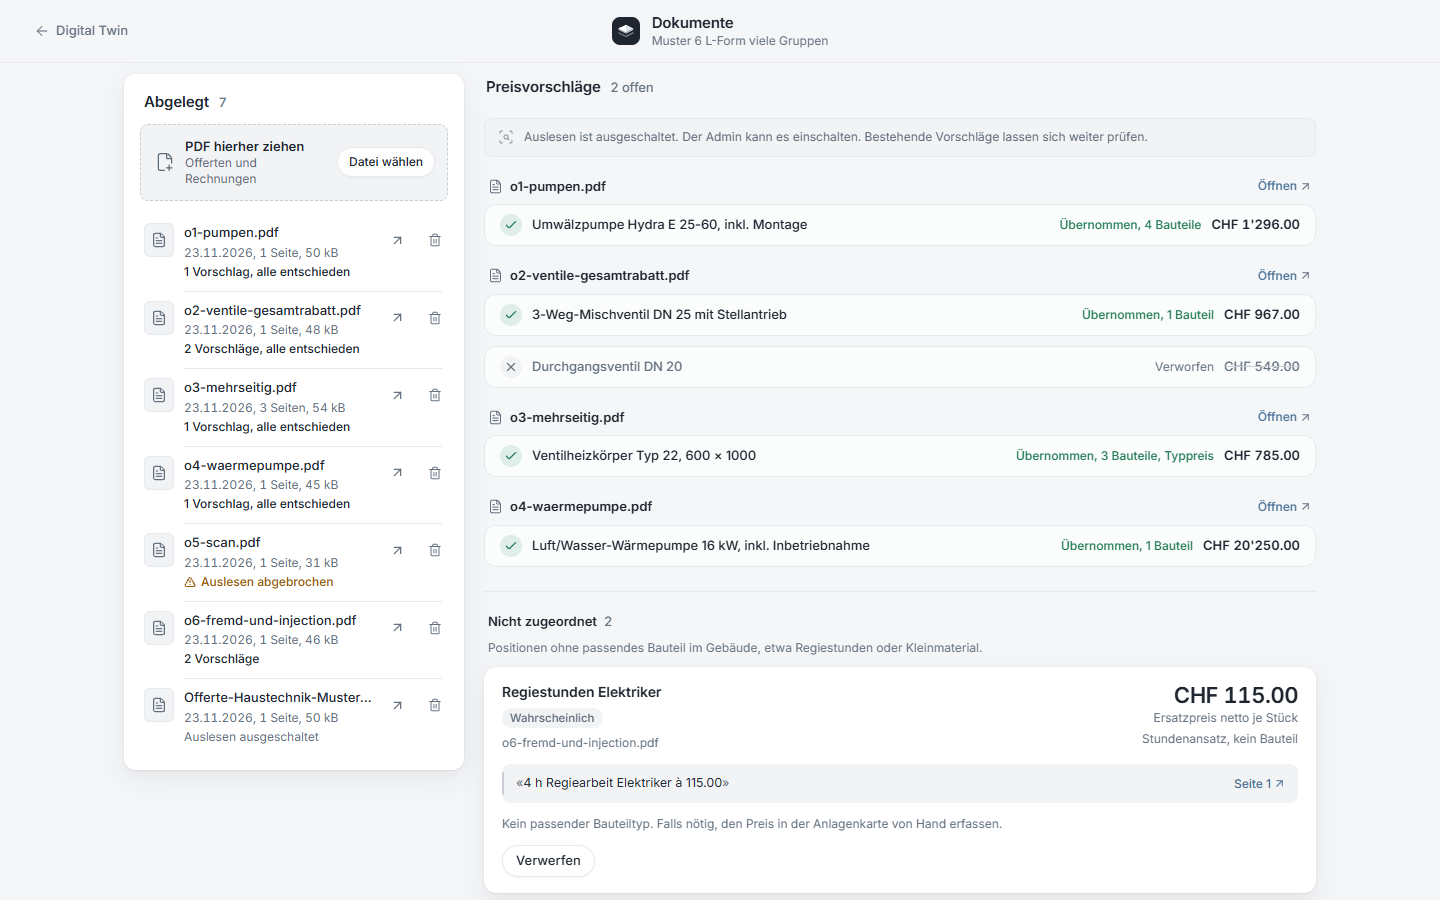 Digital Twin
Dokumente
Muster 6 L-Form viele Gruppen
Abgelegt 7
PDF hierher ziehen
Offerten und
Rechnungen
Datei wählen
o1-pumpen.pdf
23.11.2026, 1 Seite, 50 kB
1 Vorschlag, alle entschieden
o2-ventile-gesamtrabatt.pdf
23.11.2026, 1 Seite, 48 kB
2 Vorschläge, alle entschieden
o3-mehrseitig.pdf
23.11.2026, 3 Seiten, 54 kB
1 Vorschlag, alle entschieden
o4-waermepumpe.pdf
23.11.2026, 1 Seite, 45 kB
1 Vorschlag, alle entschieden
o5-scan.pdf
23.11.2026, 1 Seite, 31 kB
Auslesen abgebrochen
o6-fremd-und-injection.pdf
23.11.2026, 1 Seite, 46 kB
2 Vorschläge
Offerte-Haustechnik-Muster...
23.11.2026, 1 Seite, 50 kB
Auslesen ausgeschaltet
Preisvorschläge 2 offen
Auslesen ist ausgeschaltet. Der Admin kann es einschalten. Bestehende Vorschläge lassen sich weiter prüfen.
o1-pumpen.pdf Öffnen
Umwälzpumpe Hydra E 25-60, inkl. Montage Übernommen, 4 Bauteile CHF 1'296.00
o2-ventile-gesamtrabatt.pdf Öffnen
3-Weg-Mischventil DN 25 mit Stellantrieb Übernommen, 1 Bauteil CHF 967.00
Durchgangsventil DN 20 Verworfen CHF 549.00
o3-mehrseitig.pdf Öffnen
Ventilheizkörper Typ 22, 600 × 1000 Übernommen, 3 Bauteile, Typpreis CHF 785.00
o4-waermepumpe.pdf Öffnen
Luft/Wasser-Wärmepumpe 16 kW, inkl. Inbetriebnahme Übernommen, 1 Bauteil CHF 20'250.00
Nicht zugeordnet 2
Positionen ohne passendes Bauteil im Gebäude, etwa Regiestunden oder Kleinmaterial.
Regiestunden Elektriker CHF 115.00
Wahrscheinlich Ersatzpreis netto je Stück
o6-fremd-und-injection.pdf Stundenansatz, kein Bauteil
«4 h Regiearbeit Elektriker à 115.00» Seite 1
Kein passender Bauteiltyp. Falls nötig, den Preis in der Anlagenkarte von Hand erfassen.
Verwerfen